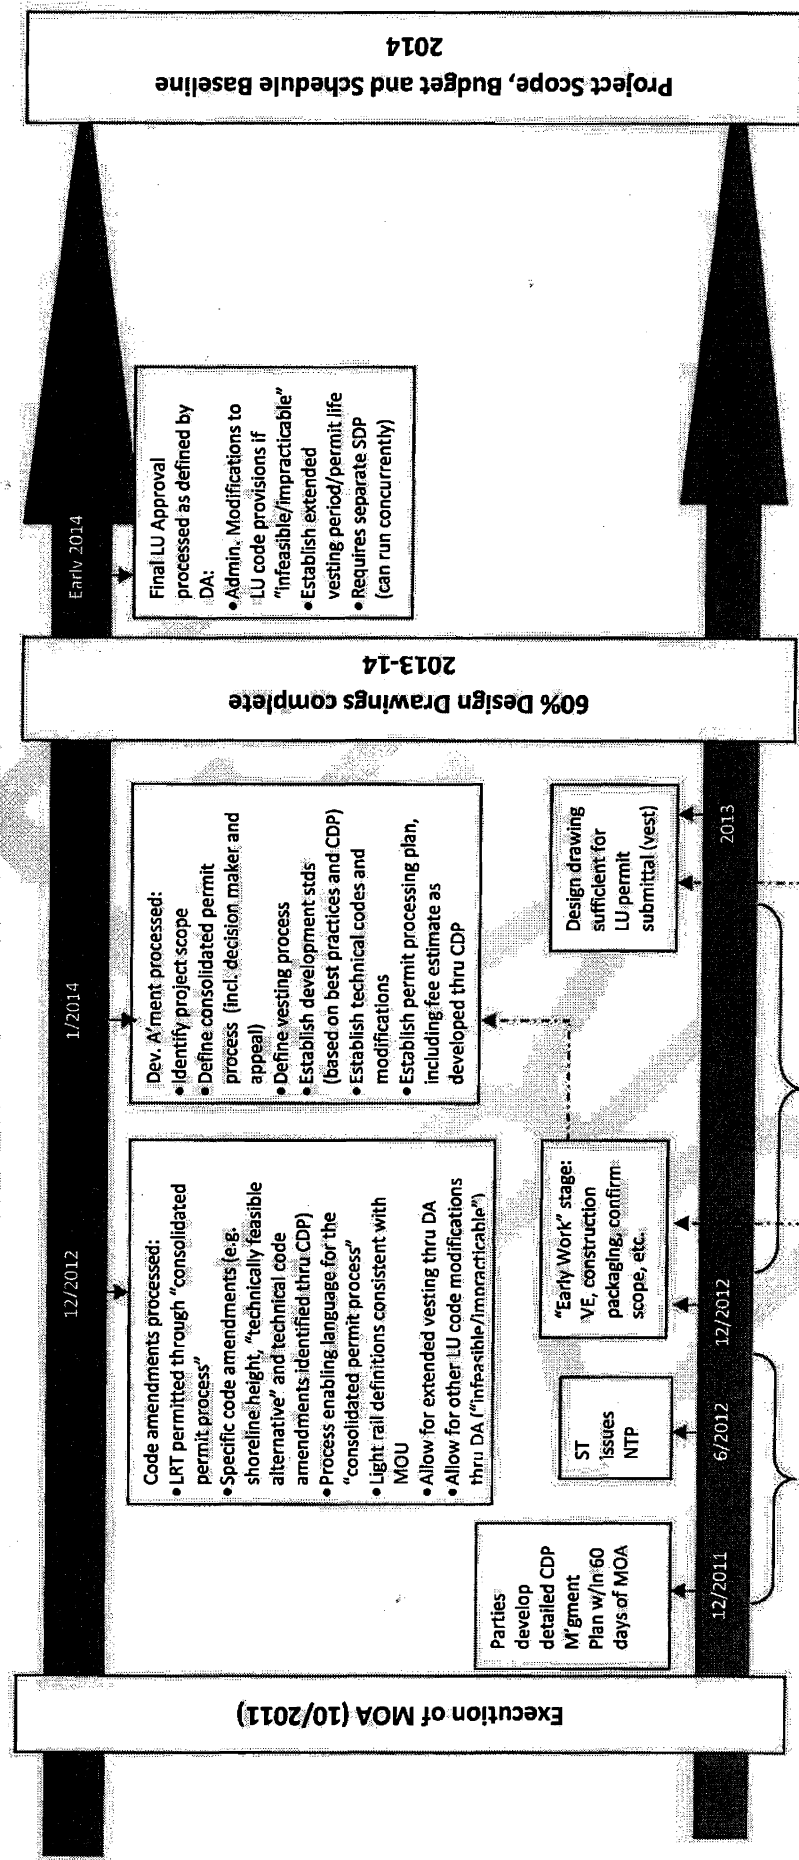 Execution of MOA (10/2011)
12/2012
Code amendments processed:
• LRT permitted through “consolidated
permit process”
• Specific code amendments (e.g.
shoreline height, “technically feasible
alternative” and technical code
amendments identified thru CDP)
• Process enabling language for the
“consolidated permit process”
• Light rail definitions consistent with
MOU
• Allow for extended vesting thru DA
• Allow for other LU code modifications
thru DA (“infeasible/impracticable”)
1/2014
Dev. A’ment processed:
• Identify project scope
• Define consolidated permit
process (incl. decision maker and
appeal)
• Define vesting process
• Establish development stds
(based on best practices and CDP)
• Establish technical codes and
modifications
• Establish permit processing plan,
including fee estimate as
developed thru CDP
60% Design Drawings complete
2013-14
Early 2014
Final LU Approval
processed as defined by
DA:
• Admin. Modifications to
LU code provisions if
“infeasible/impracticable”
• Establish extended
vesting period/permit life
• Requires separate SDP
(can run concurrently)
Project Scope, Budget and Schedule Baseline
2014
Parties
develop
detailed CDP
M’gment
Plan w/in 60
days of MOA
12/2011
ST
issues
NTP
6/2012
“Early Work” stage:
VE, construction
packaging, confirm
scope, etc.
12/2012
Design drawing
sufficient for
LU permit
submittal (vest)
2013